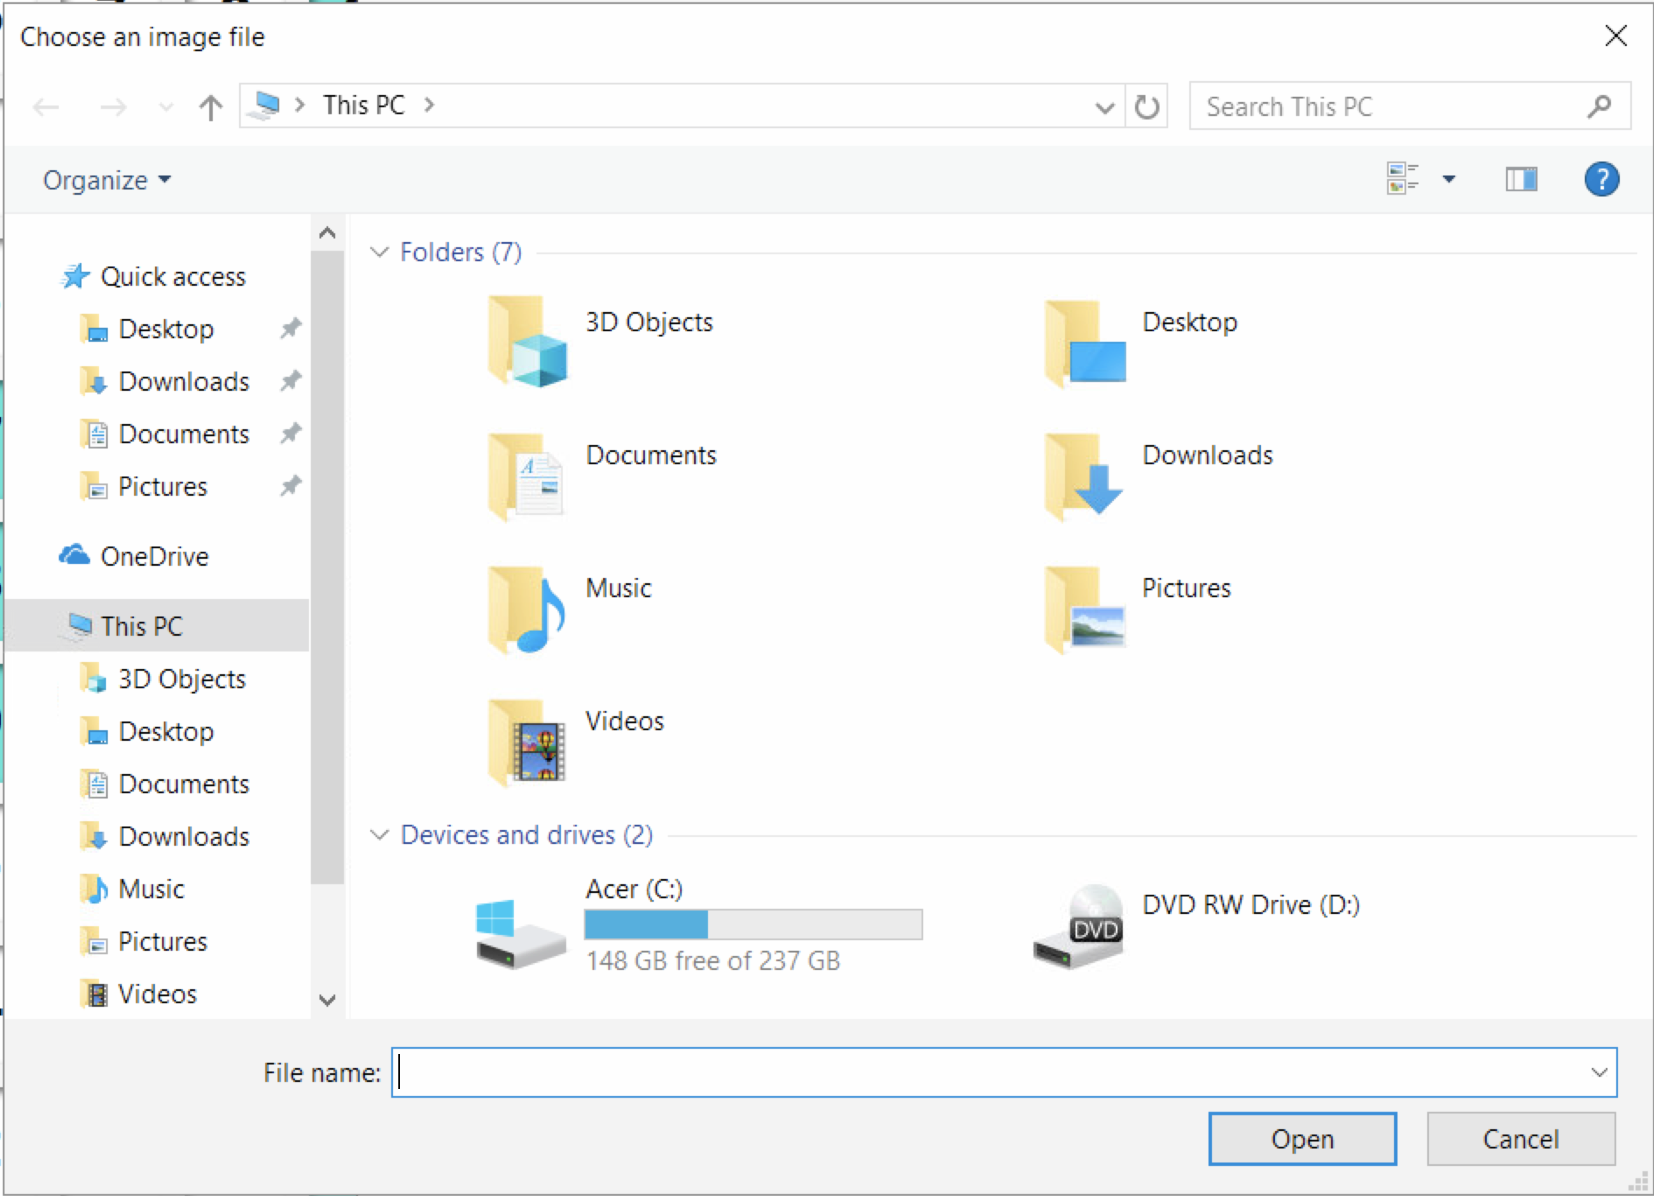 Choose an image file
This PC
Search This PC
Organize
?
Quick access
Desktop
Downloads
Documents
Pictures
OneDrive
This PC
3D Objects
Desktop
Documents
Downloads
Music
Pictures
Videos
Folders (7)
3D Objects
Desktop
Documents
Downloads
Music
Pictures
Videos
Devices and drives (2)
Acer (C:)
148 GB free of 237 GB
DVD
DVD RW Drive (D:)
File name:
Open
Cancel